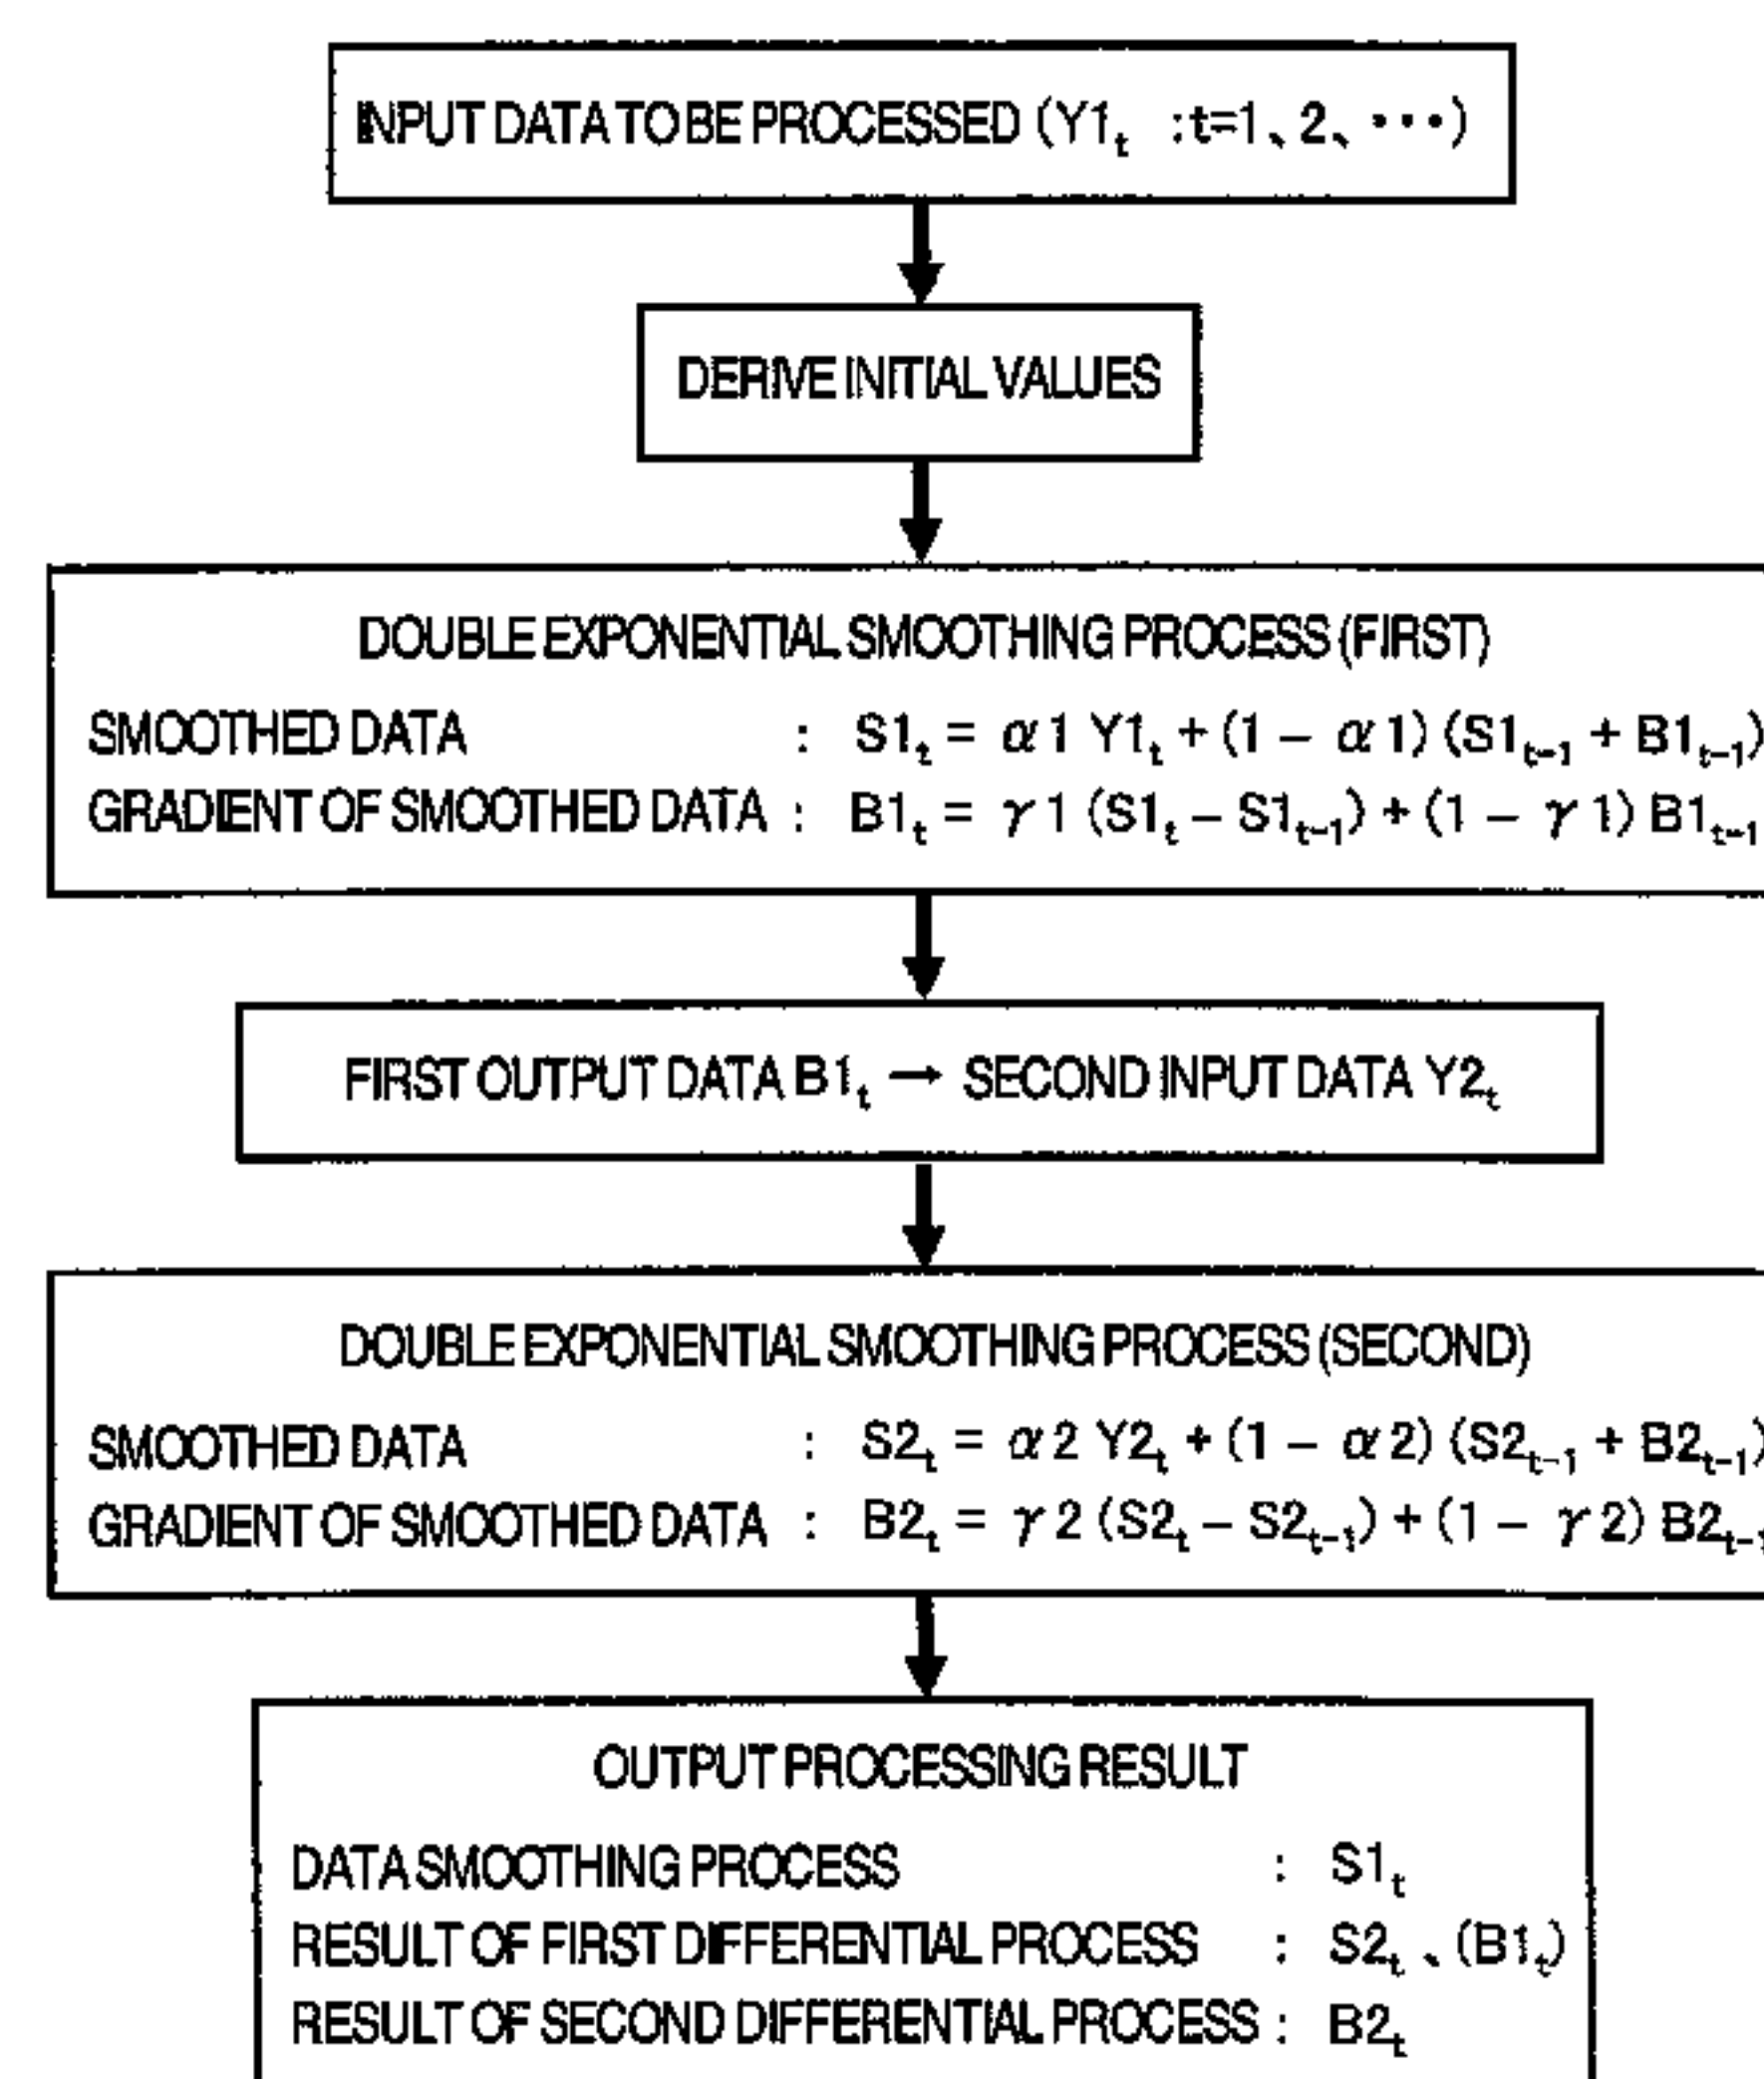 INPUT DATA TO BE PROCESSED (Y1ₜ :t=1、2、･･･)
DERIVE INITIAL VALUES
DOUBLE EXPONENTIAL SMOOTHING PROCESS (FIRST)
SMOOTHED DATA : S1ₜ = α1 Y1ₜ + (1 − α1) (S1ₜ₋₁ + B1ₜ₋₁)
GRADIENT OF SMOOTHED DATA : B1ₜ = γ1 (S1ₜ − S1ₜ₋₁) + (1 − γ1) B1ₜ₋₁
FIRST OUTPUT DATA B1ₜ → SECOND INPUT DATA Y2ₜ
DOUBLE EXPONENTIAL SMOOTHING PROCESS (SECOND)
SMOOTHED DATA : S2ₜ = α2 Y2ₜ + (1 − α2) (S2ₜ₋₁ + B2ₜ₋₁)
GRADIENT OF SMOOTHED DATA : B2ₜ = γ2 (S2ₜ − S2ₜ₋₁) + (1 − γ2) B2ₜ₋₁
OUTPUT PROCESSING RESULT
DATA SMOOTHING PROCESS : S1ₜ
RESULT OF FIRST DIFFERENTIAL PROCESS : S2ₜ、(B1ₜ)
RESULT OF SECOND DIFFERENTIAL PROCESS : B2ₜ